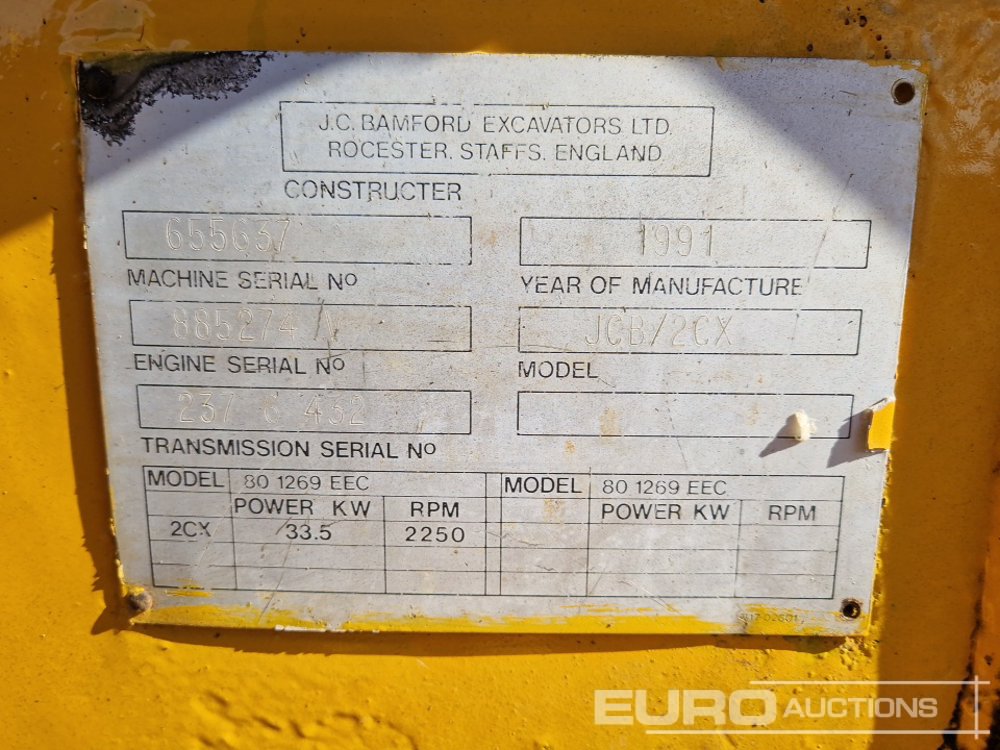 J.C. BAMFORD EXCAVATORS LTD.
ROCESTER, STAFFS, ENGLAND
CONSTRUCTER
655637 1991
MACHINE SERIAL Nº YEAR OF MANUFACTURE
885274 JCB/2CX
ENGINE SERIAL Nº MODEL
237 6 432
TRANSMISSION SERIAL Nº
MODEL 80 1269 EEC MODEL 80 1269 EEC
POWER KW RPM POWER KW RPM
2CX 33.5 2250
EURO AUCTIONS